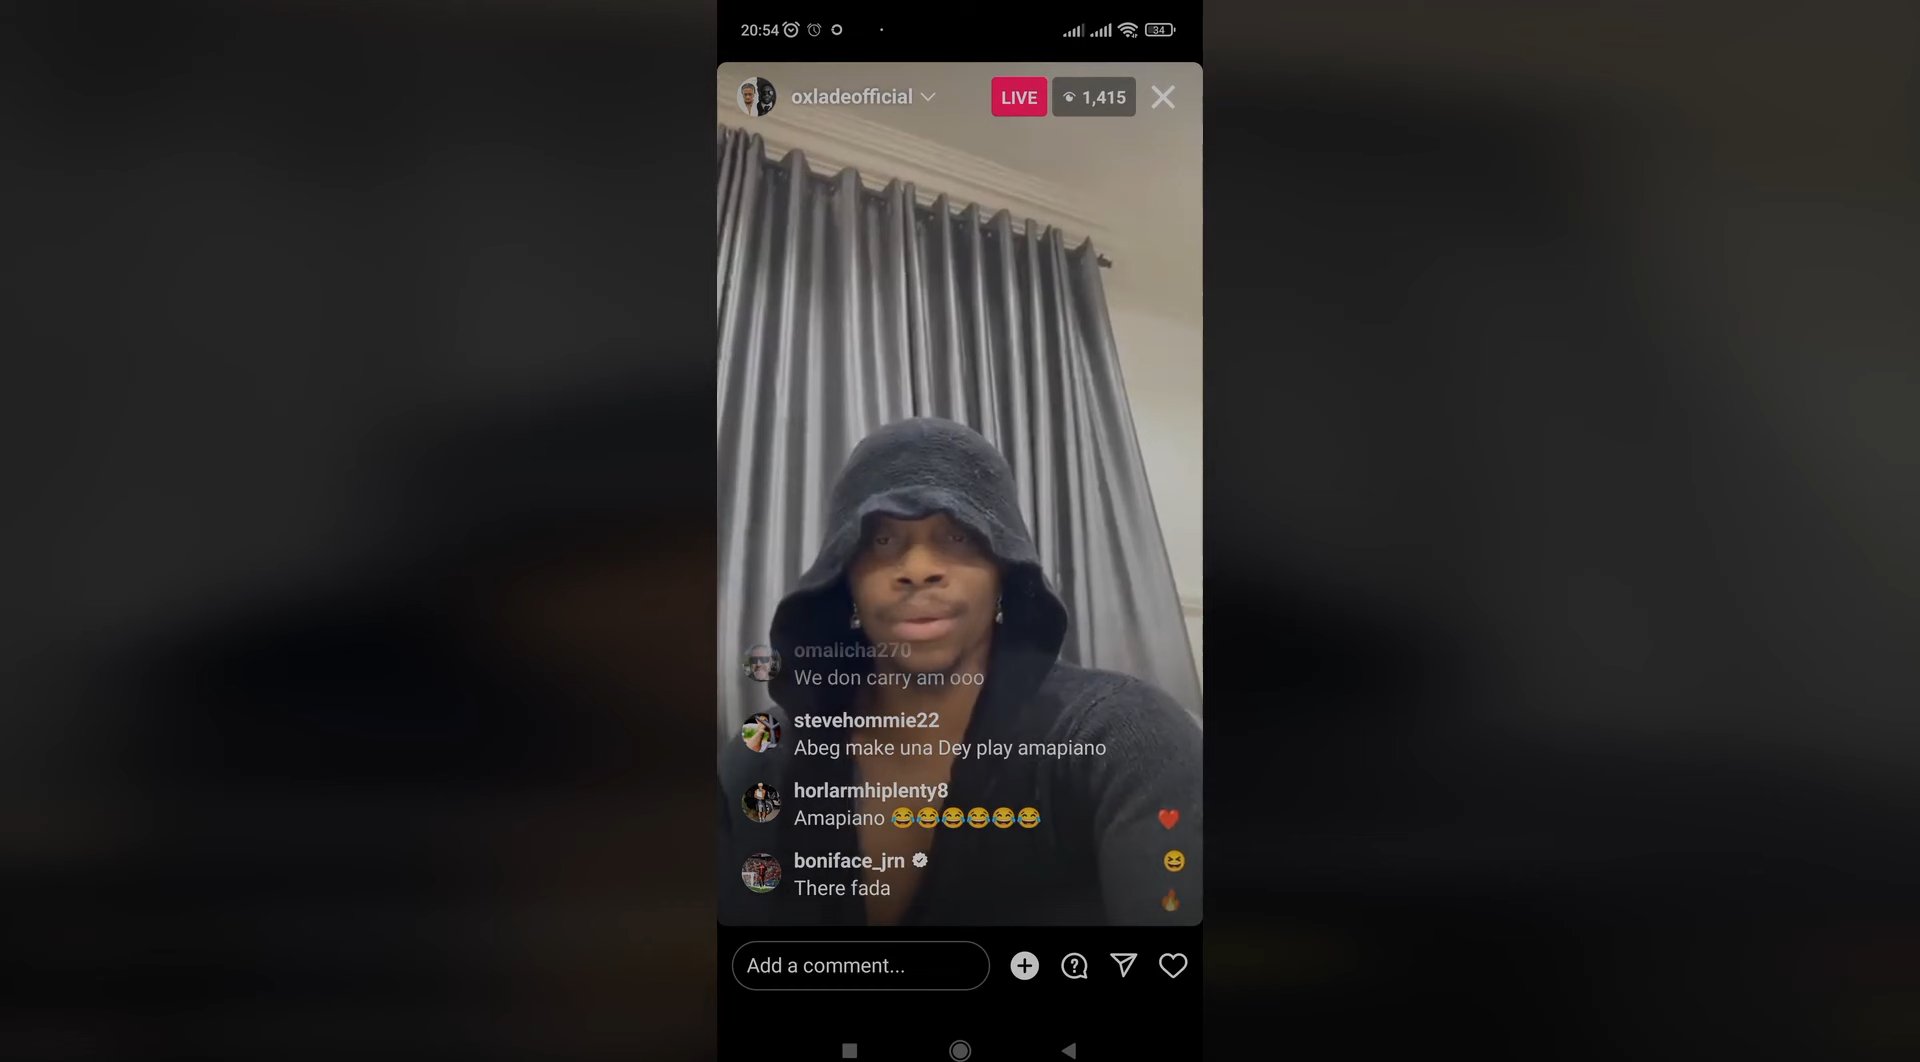 20:54
34
oxladeofficial
LIVE
1,415
omalicha270
We don carry am ooo
stevehommie22
Abeg make una Dey play amapiano
horlarmhiplenty8
Amapiano 😂😂😂😂😂😂
boniface_jrn
There fada
Add a comment...